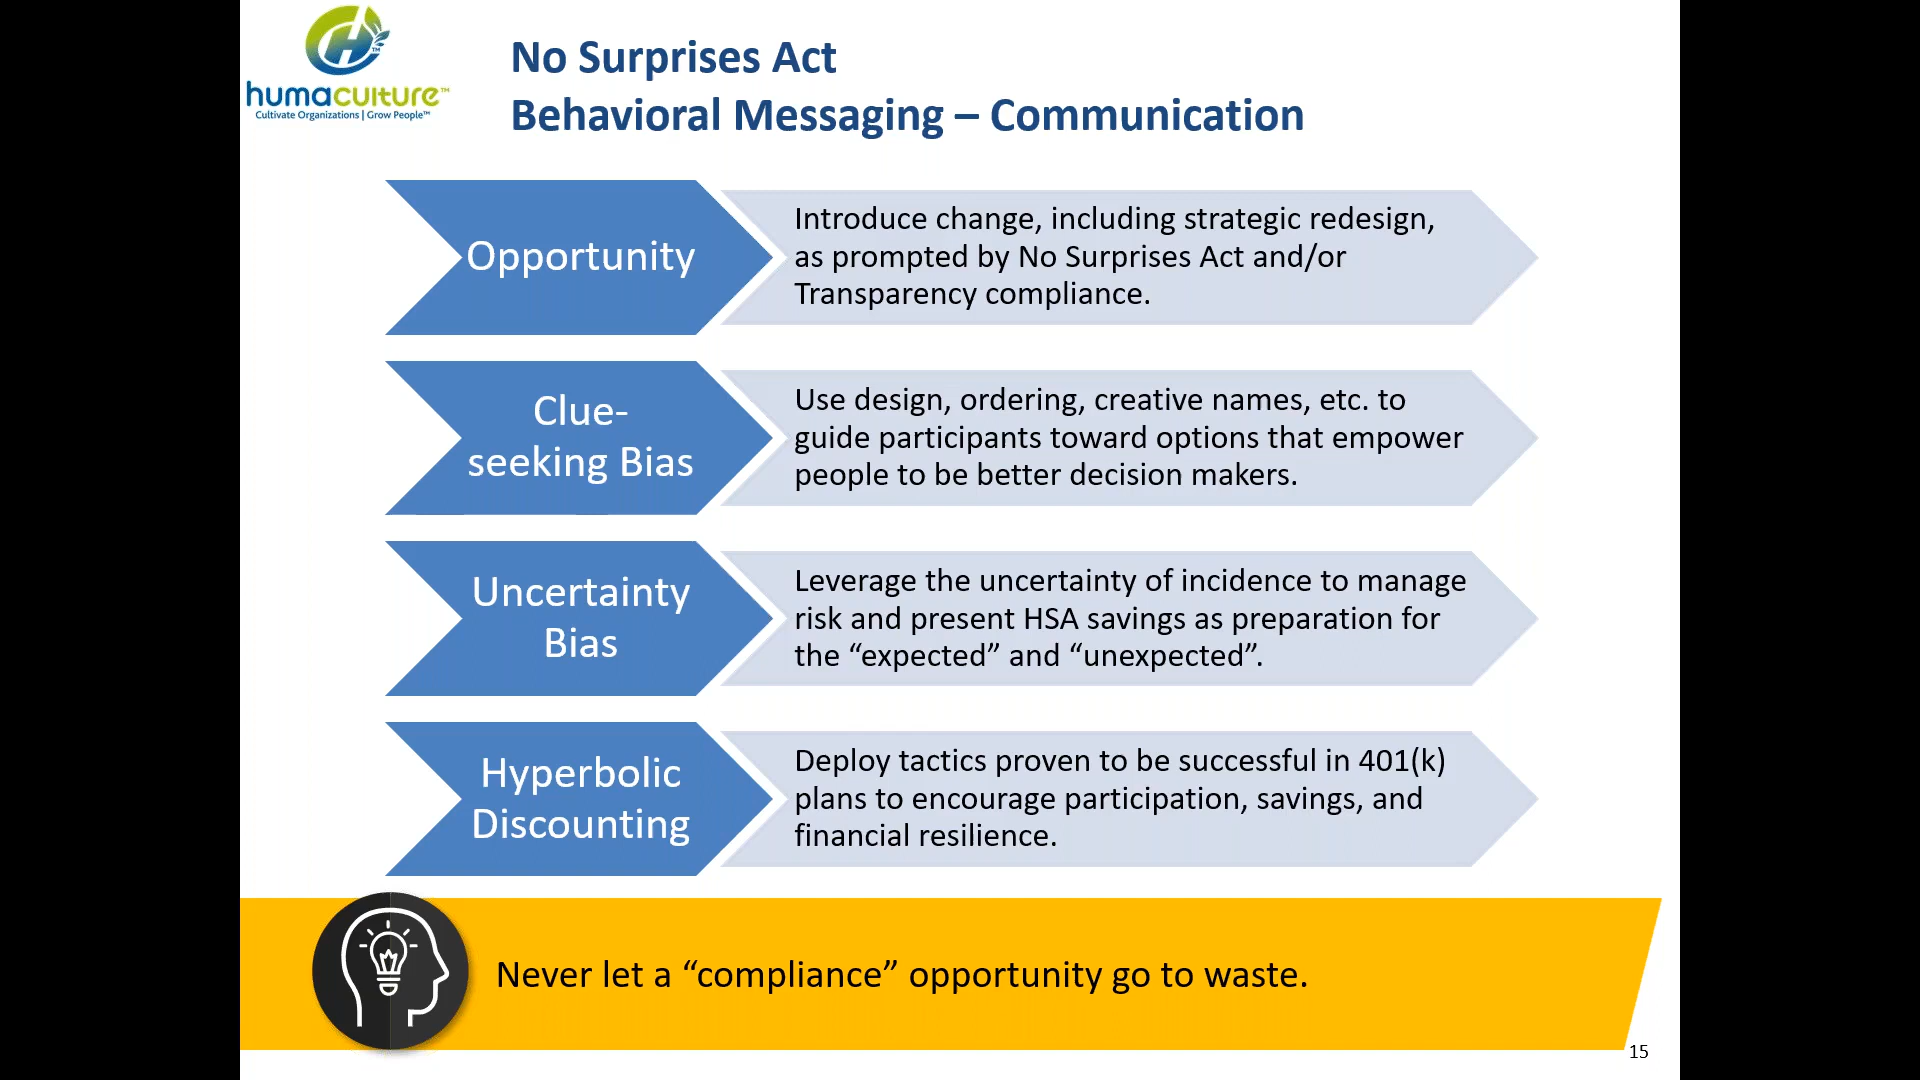 humaculture™
Cultivate Organizations | Grow People™
No Surprises Act
Behavioral Messaging – Communication
Opportunity
Introduce change, including strategic redesign,
as prompted by No Surprises Act and/or
Transparency compliance.
Clue-
seeking Bias
Use design, ordering, creative names, etc. to
guide participants toward options that empower
people to be better decision makers.
Uncertainty
Bias
Leverage the uncertainty of incidence to manage
risk and present HSA savings as preparation for
the “expected” and “unexpected”.
Hyperbolic
Discounting
Deploy tactics proven to be successful in 401(k)
plans to encourage participation, savings, and
financial resilience.
Never let a “compliance” opportunity go to waste.
15